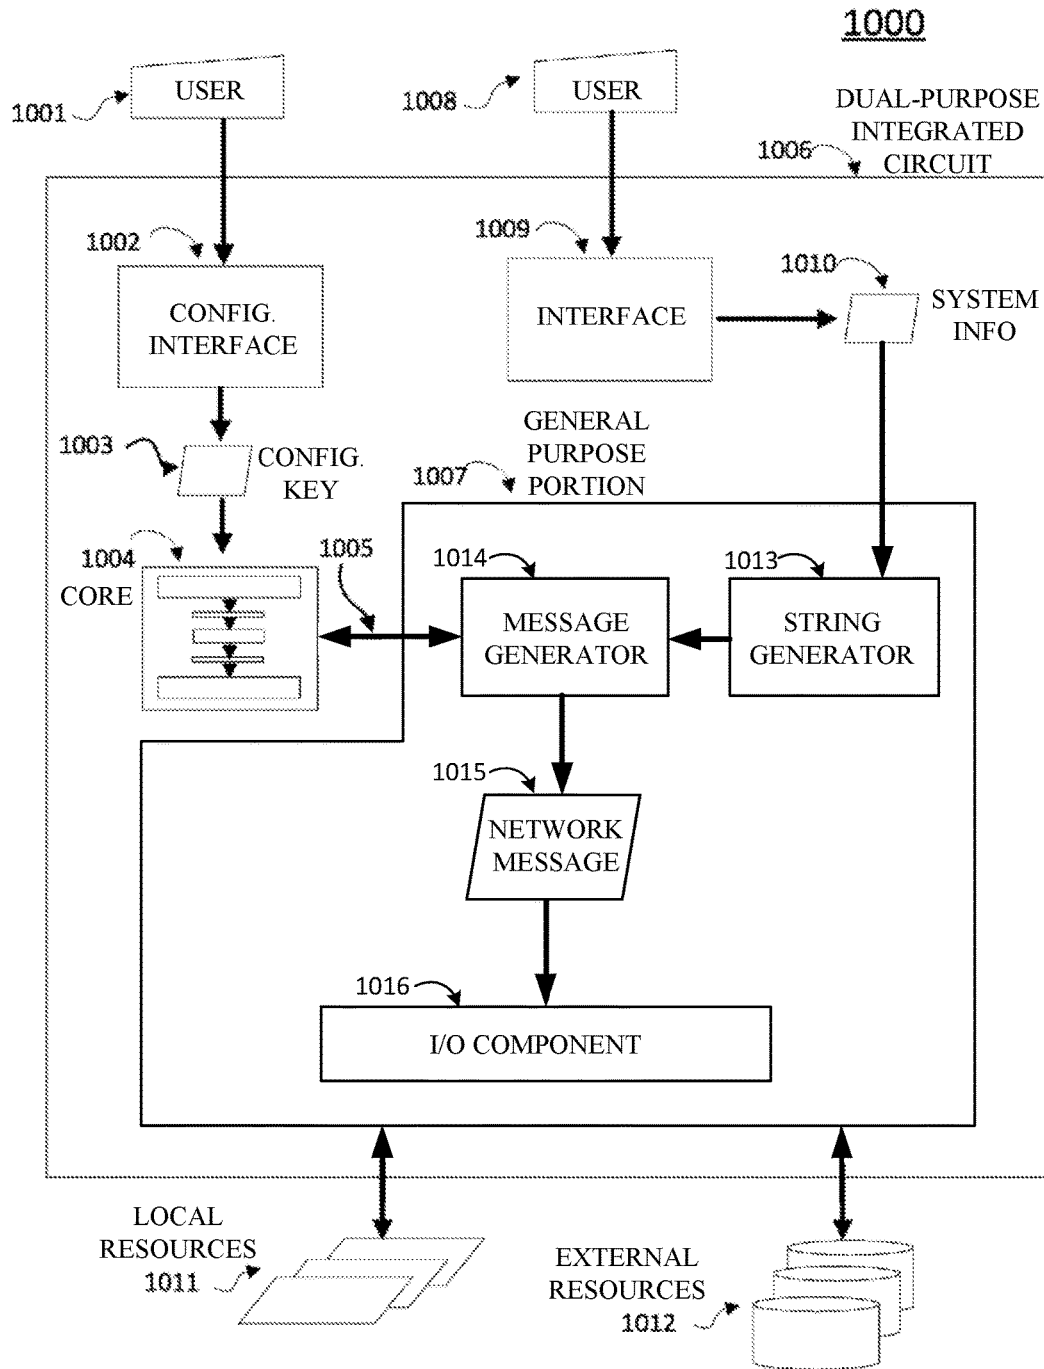 1000
USER
1001
USER
1008
DUAL-PURPOSE
INTEGRATED
CIRCUIT
1006
1002
CONFIG.
INTERFACE
1009
INTERFACE
1010
SYSTEM
INFO
1003
CONFIG.
KEY
GENERAL
PURPOSE
PORTION
1007
1004
CORE
1005
1014
MESSAGE
GENERATOR
1013
STRING
GENERATOR
1015
NETWORK
MESSAGE
1016
I/O COMPONENT
LOCAL
RESOURCES
1011
EXTERNAL
RESOURCES
1012